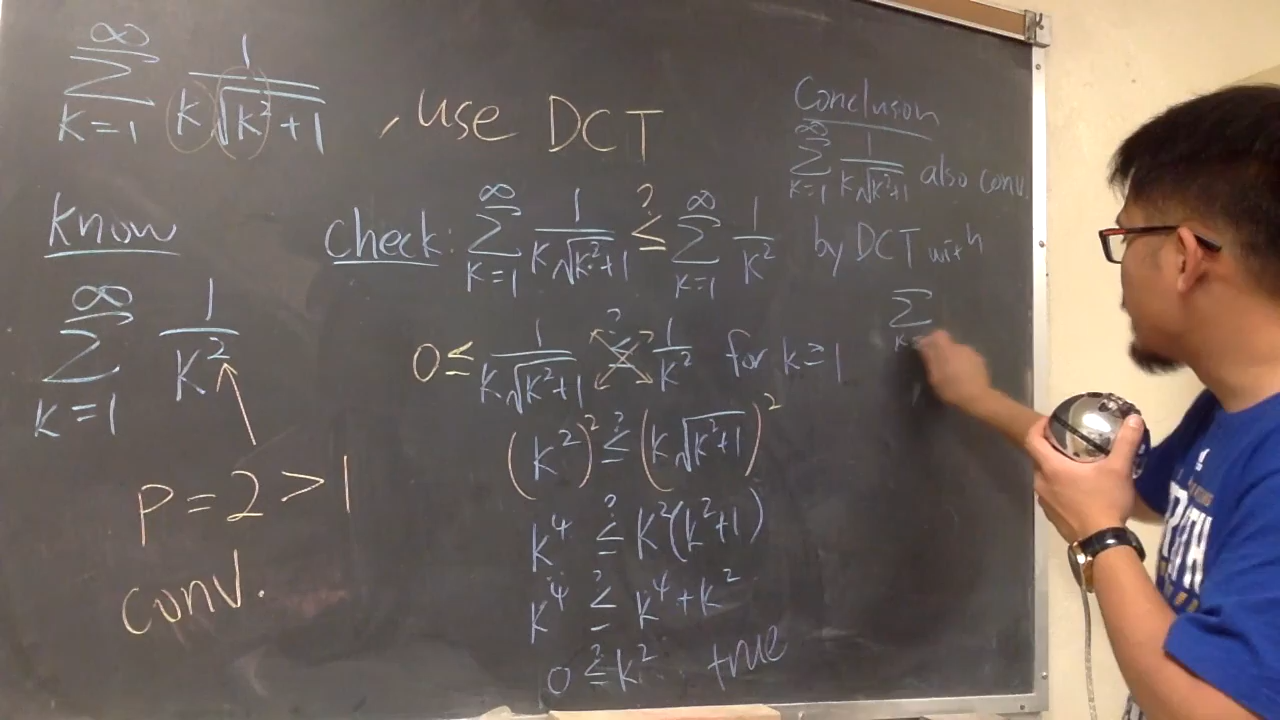 ∞
∑ 1/(k√(k²+1)) , use DCT
k=1
Know
∞
∑ 1/k²
k=1
p = 2 > 1
conv.
Check: ∞∑k=1 1/(k√(k²+1)) ≤? ∞∑k=1 1/k²
0 ≤ 1/(k√(k²+1)) ≤? 1/k² for k ≥ 1
(k²)² ≤? (k√(k²+1))²
k⁴ ≤? k²(k²+1)
k⁴ ≤? k⁴+k²
0 ≤? k² true
Conclusion
∞∑k=1 1/(k√(k²+1)) also conv.
by DCT with
∑